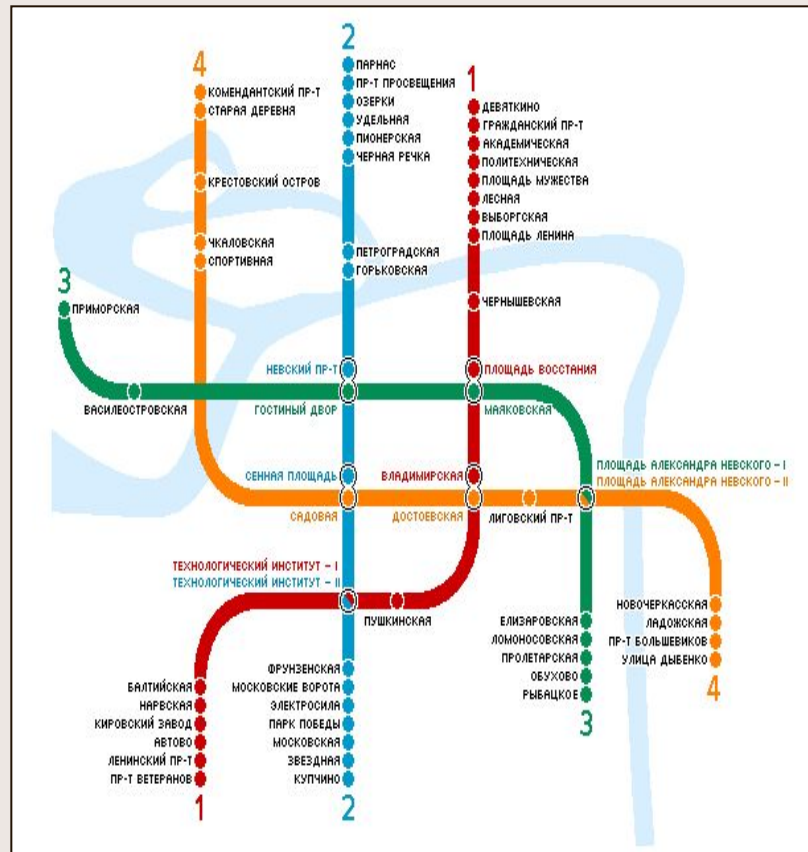 2
ПАРНАС
ПР-Т ПРОСВЕЩЕНИЯ
ОЗЕРКИ
УДЕЛЬНАЯ
ПИОНЕРСКАЯ
ЧЕРНАЯ РЕЧКА
ПЕТРОГРАДСКАЯ
ГОРЬКОВСКАЯ
4
КОМЕНДАНТСКИЙ ПР-Т
СТАРАЯ ДЕРЕВНЯ
КРЕСТОВСКИЙ ОСТРОВ
ЧКАЛОВСКАЯ
СПОРТИВНАЯ
1
ДЕВЯТКИНО
ГРАЖДАНСКИЙ ПР-Т
АКАДЕМИЧЕСКАЯ
ПОЛИТЕХНИЧЕСКАЯ
ПЛОЩАДЬ МУЖЕСТВА
ЛЕСНАЯ
ВЫБОРГСКАЯ
ПЛОЩАДЬ ЛЕНИНА
ЧЕРНЫШЕВСКАЯ
3
ПРИМОРСКАЯ
ВАСИЛЕОСТРОВСКАЯ
НЕВСКИЙ ПР-Т
ГОСТИНЫЙ ДВОР
ПЛОЩАДЬ ВОССТАНИЯ
МАЯКОВСКАЯ
СЕННАЯ ПЛОЩАДЬ
САДОВАЯ
ВЛАДИМИРСКАЯ
ДОСТОЕВСКАЯ
ЛИГОВСКИЙ ПР-Т
ПЛОЩАДЬ АЛЕКСАНДРА НЕВСКОГО - I
ПЛОЩАДЬ АЛЕКСАНДРА НЕВСКОГО - II
ТЕХНОЛОГИЧЕСКИЙ ИНСТИТУТ - I
ТЕХНОЛОГИЧЕСКИЙ ИНСТИТУТ - II
ПУШКИНСКАЯ
БАЛТИЙСКАЯ
НАРВСКАЯ
КИРОВСКИЙ ЗАВОД
АВТОВО
ЛЕНИНСКИЙ ПР-Т
ПР-Т ВЕТЕРАНОВ
1
ФРУНЗЕНСКАЯ
МОСКОВСКИЕ ВОРОТА
ЭЛЕКТРОСИЛА
ПАРК ПОБЕДЫ
МОСКОВСКАЯ
ЗВЕЗДНАЯ
КУПЧИНО
2
ЕЛИЗАРОВСКАЯ
ЛОМОНОСОВСКАЯ
ПРОЛЕТАРСКАЯ
ОБУХОВО
РЫБАЦКОЕ
3
НОВОЧЕРКАССКАЯ
ЛАДОЖСКАЯ
ПР-Т БОЛЬШЕВИКОВ
УЛИЦА ДЫБЕНКО
4